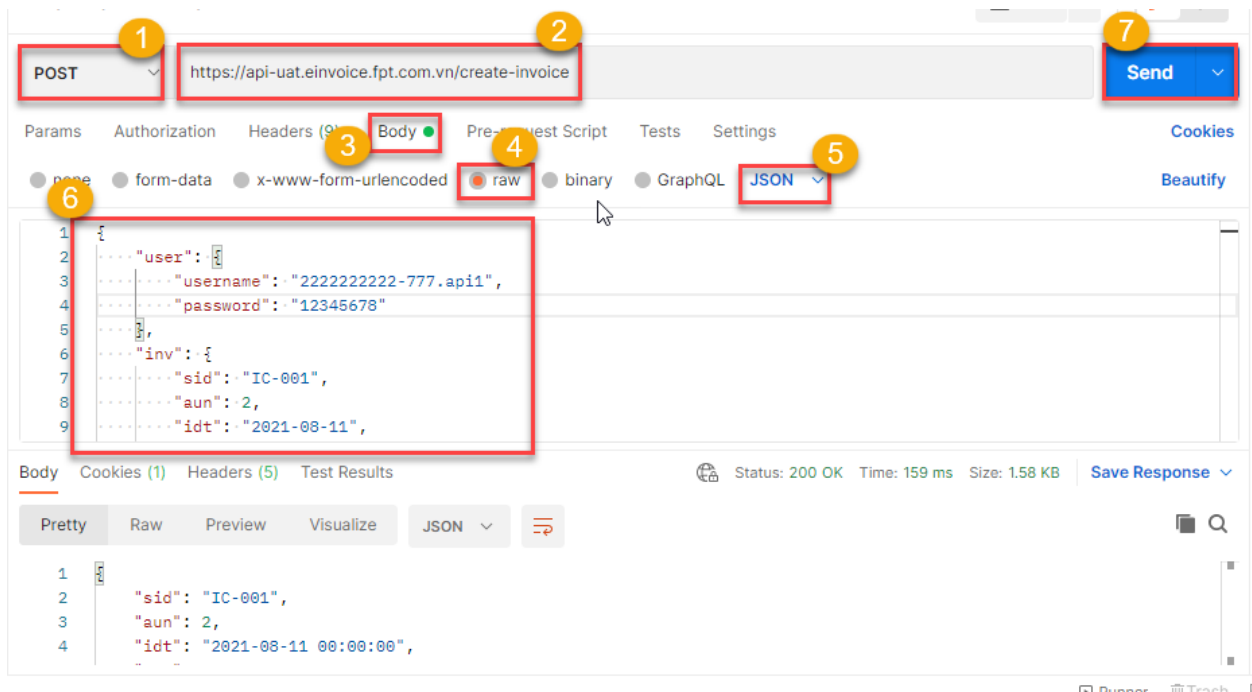 1 2 7
POST https://api-uat.einvoice.fpt.com.vn/create-invoice Send
Params Authorization Headers (9) Body Pre-request Script Tests Settings Cookies
3 4 5
none form-data x-www-form-urlencoded raw binary GraphQL JSON Beautify
6
1 {
2 "user": {
3 "username": "2222222222-777.api1",
4 "password": "12345678"
5 },
6 "inv": {
7 "sid": "IC-001",
8 "aun": 2,
9 "idt": "2021-08-11",
Body Cookies (1) Headers (5) Test Results Status: 200 OK Time: 159 ms Size: 1.58 KB Save Response
Pretty Raw Preview Visualize JSON
1 {
2 "sid": "IC-001",
3 "aun": 2,
4 "idt": "2021-08-11 00:00:00",
Runner Trash